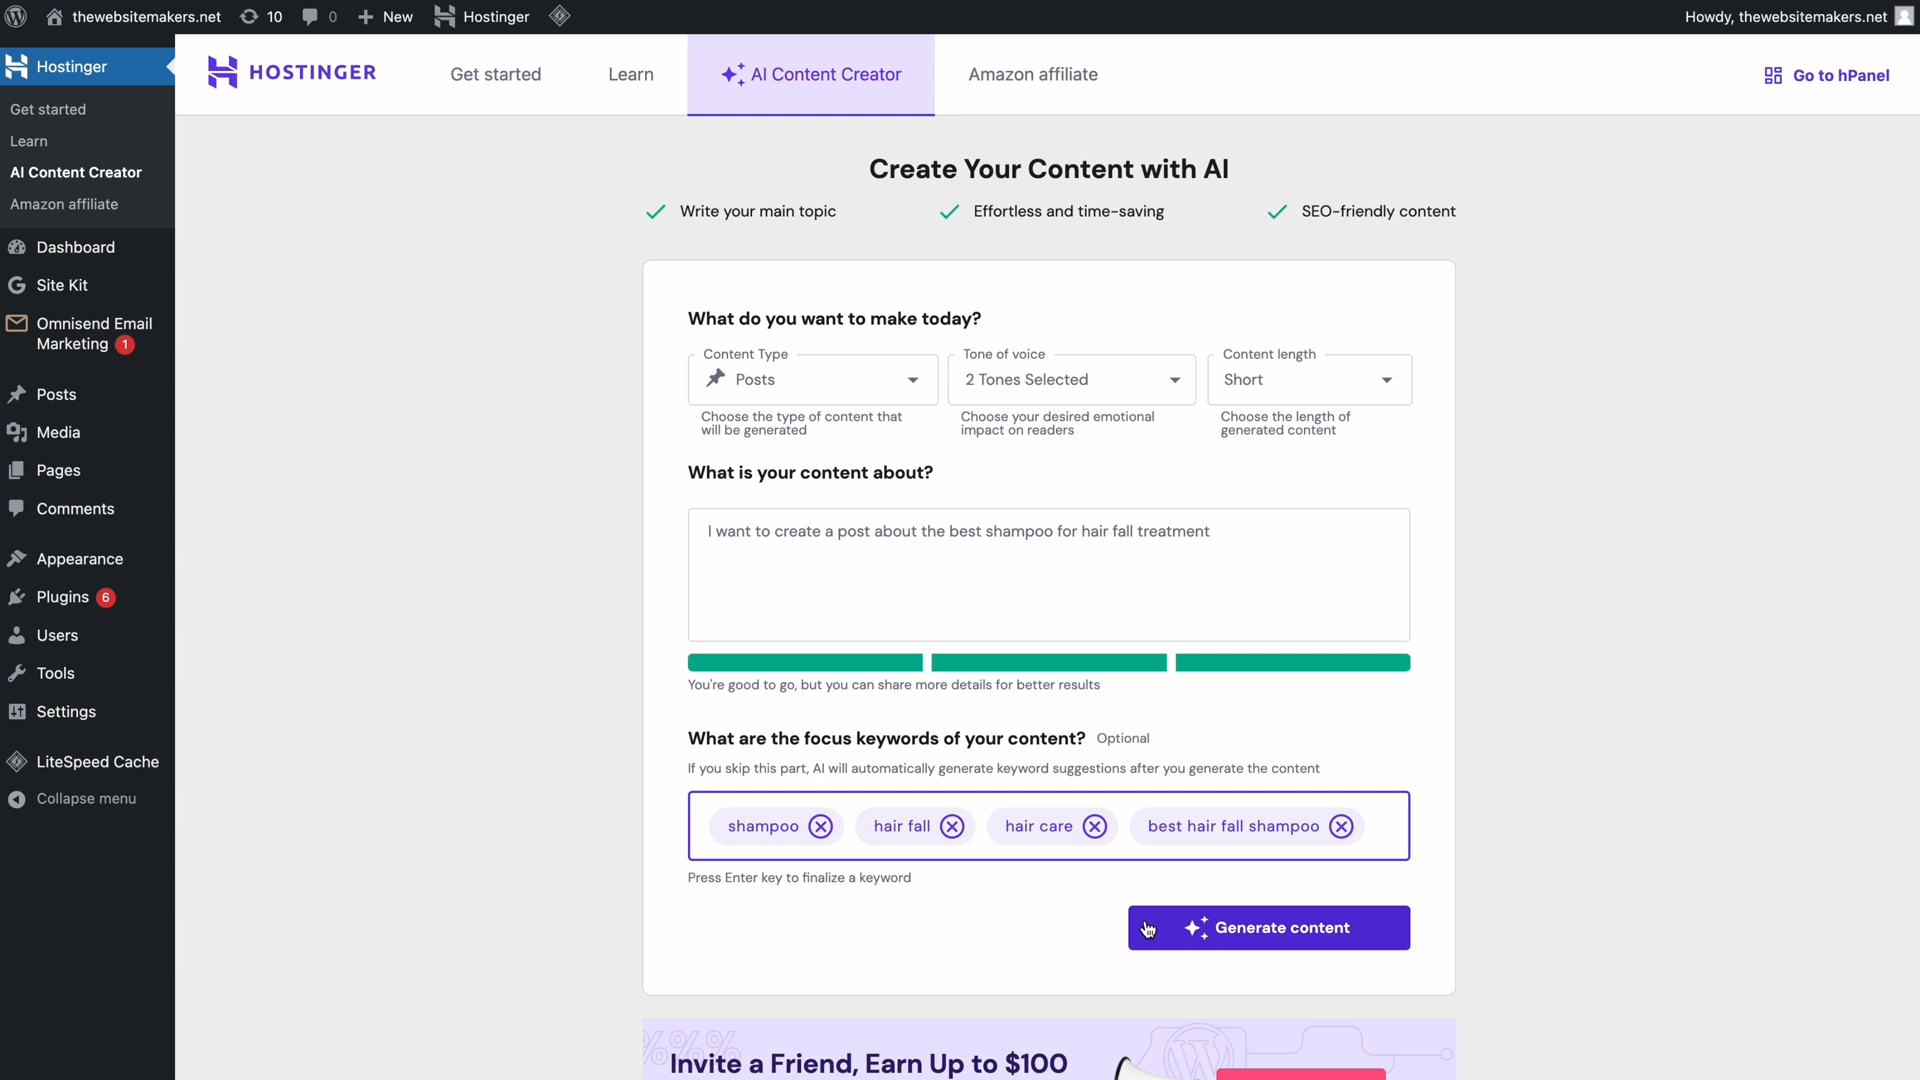 thewebsitemakers.net 10 0 New Hostinger
Howdy, thewebsitemakers.net
Hostinger
Get started
Learn
AI Content Creator
Amazon affiliate
Dashboard
Site Kit
Omnisend Email
Marketing 1
Posts
Media
Pages
Comments
Appearance
Plugins 6
Users
Tools
Settings
LiteSpeed Cache
Collapse menu
HOSTINGER Get started Learn AI Content Creator Amazon affiliate
Go to hPanel
Create Your Content with AI
Write your main topic Effortless and time-saving SEO-friendly content
What do you want to make today?
Content Type Tone of voice Content length
Posts 2 Tones Selected Short
Choose the type of content that
will be generated
Choose your desired emotional
impact on readers
Choose the length of
generated content
What is your content about?
I want to create a post about the best shampoo for hair fall treatment
You're good to go, but you can share more details for better results
What are the focus keywords of your content? Optional
If you skip this part, AI will automatically generate keyword suggestions after you generate the content
shampoo hair fall hair care best hair fall shampoo
Press Enter key to finalize a keyword
Generate content
%%%
Invite a Friend, Earn Up to $100